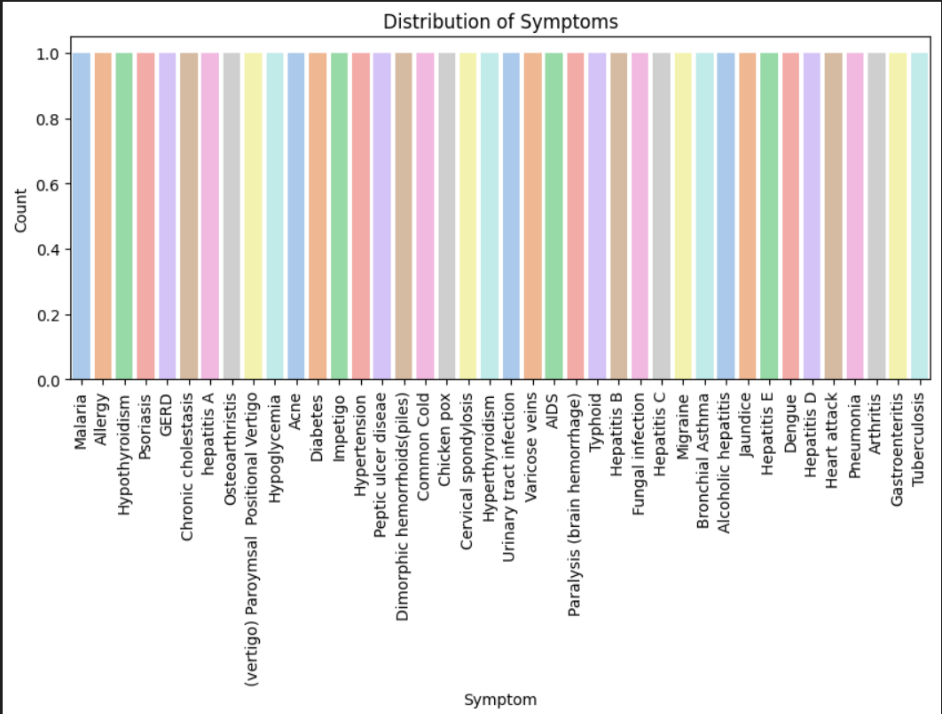 Distribution of Symptoms
1.0
0.8
0.6
0.4
0.2
0.0
Count
Malaria
Allergy
Hypothyroidism
Psoriasis
GERD
Chronic cholestasis
hepatitis A
Osteoarthristis
(vertigo) Paroymsal  Positional Vertigo
Hypoglycemia
Acne
Diabetes
Impetigo
Hypertension
Peptic ulcer diseae
Dimorphic hemorrhoids(piles)
Common Cold
Chicken pox
Cervical spondylosis
Hyperthyroidism
Urinary tract infection
Varicose veins
AIDS
Paralysis (brain hemorrhage)
Typhoid
Hepatitis B
Fungal infection
Hepatitis C
Migraine
Bronchial Asthma
Alcoholic hepatitis
Jaundice
Hepatitis E
Dengue
Hepatitis D
Heart attack
Pneumonia
Arthritis
Gastroenteritis
Tuberculosis
Symptom